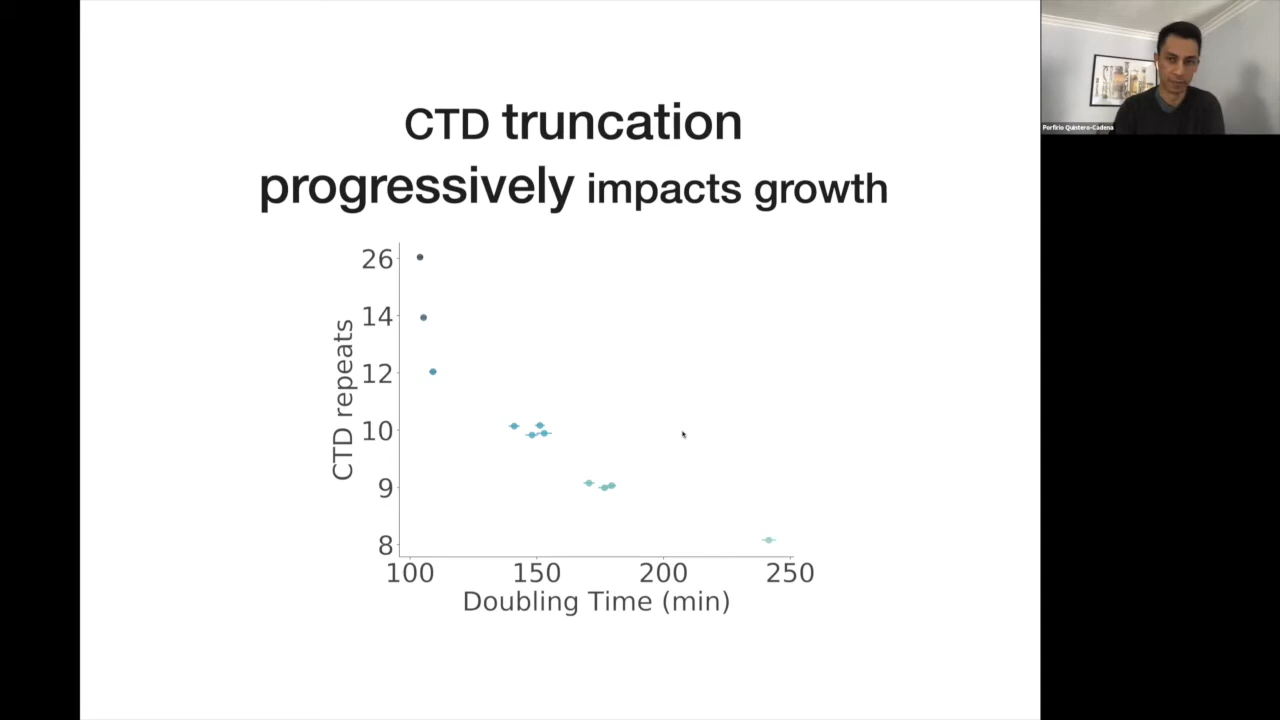 CTD truncation
progressively impacts growth
26
14
12
10
9
8
CTD repeats
100 150 200 250
Doubling Time (min)
Porfirio Quintero-Cadena